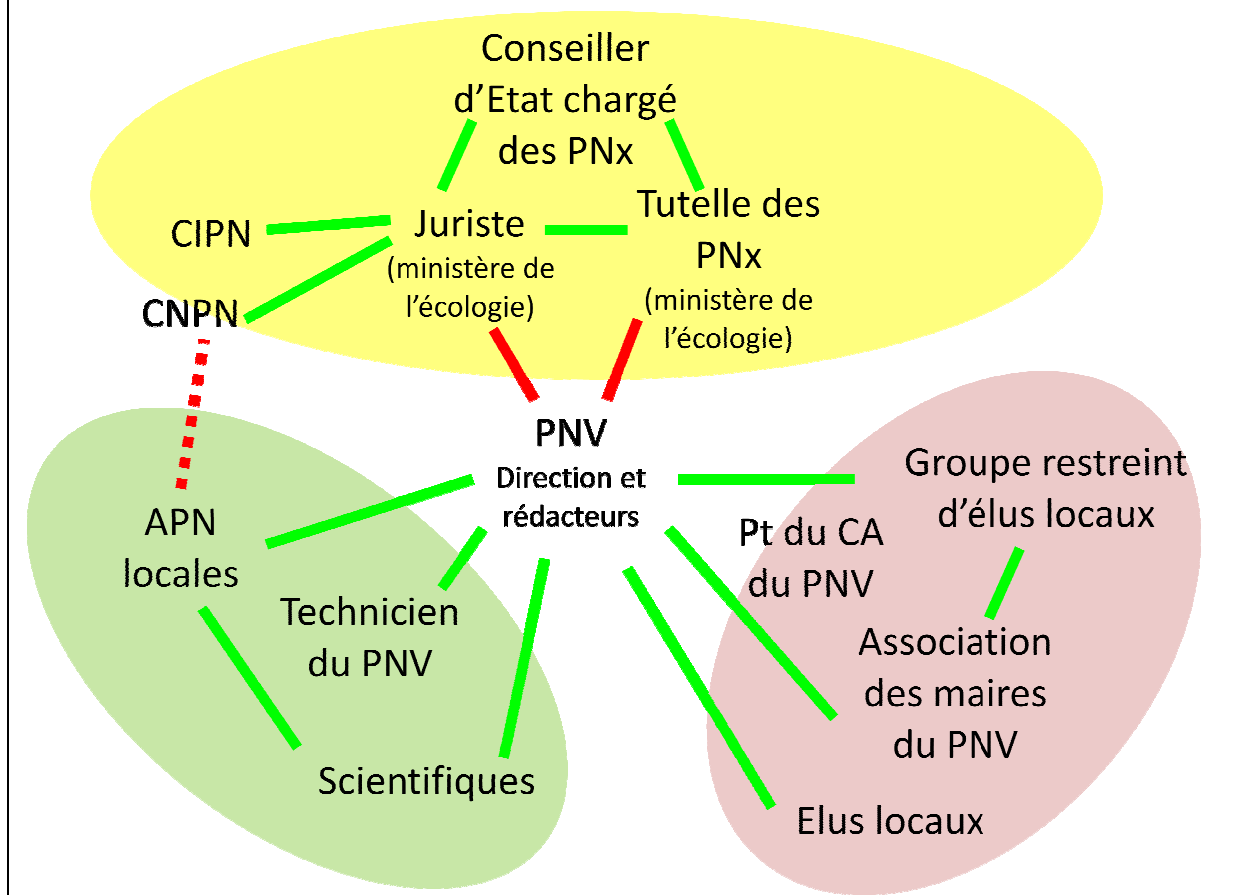 Conseiller
d’Etat chargé
des PNx
CIPN
Juriste
(ministère de
l’écologie)
Tutelle des
PNx
(ministère de
l’écologie)
CNPN
PNV
Direction et
rédacteurs
APN
locales
Technicien
du PNV
Scientifiques
Groupe restreint
d’élus locaux
Pt du CA
du PNV
Association
des maires
du PNV
Elus locaux